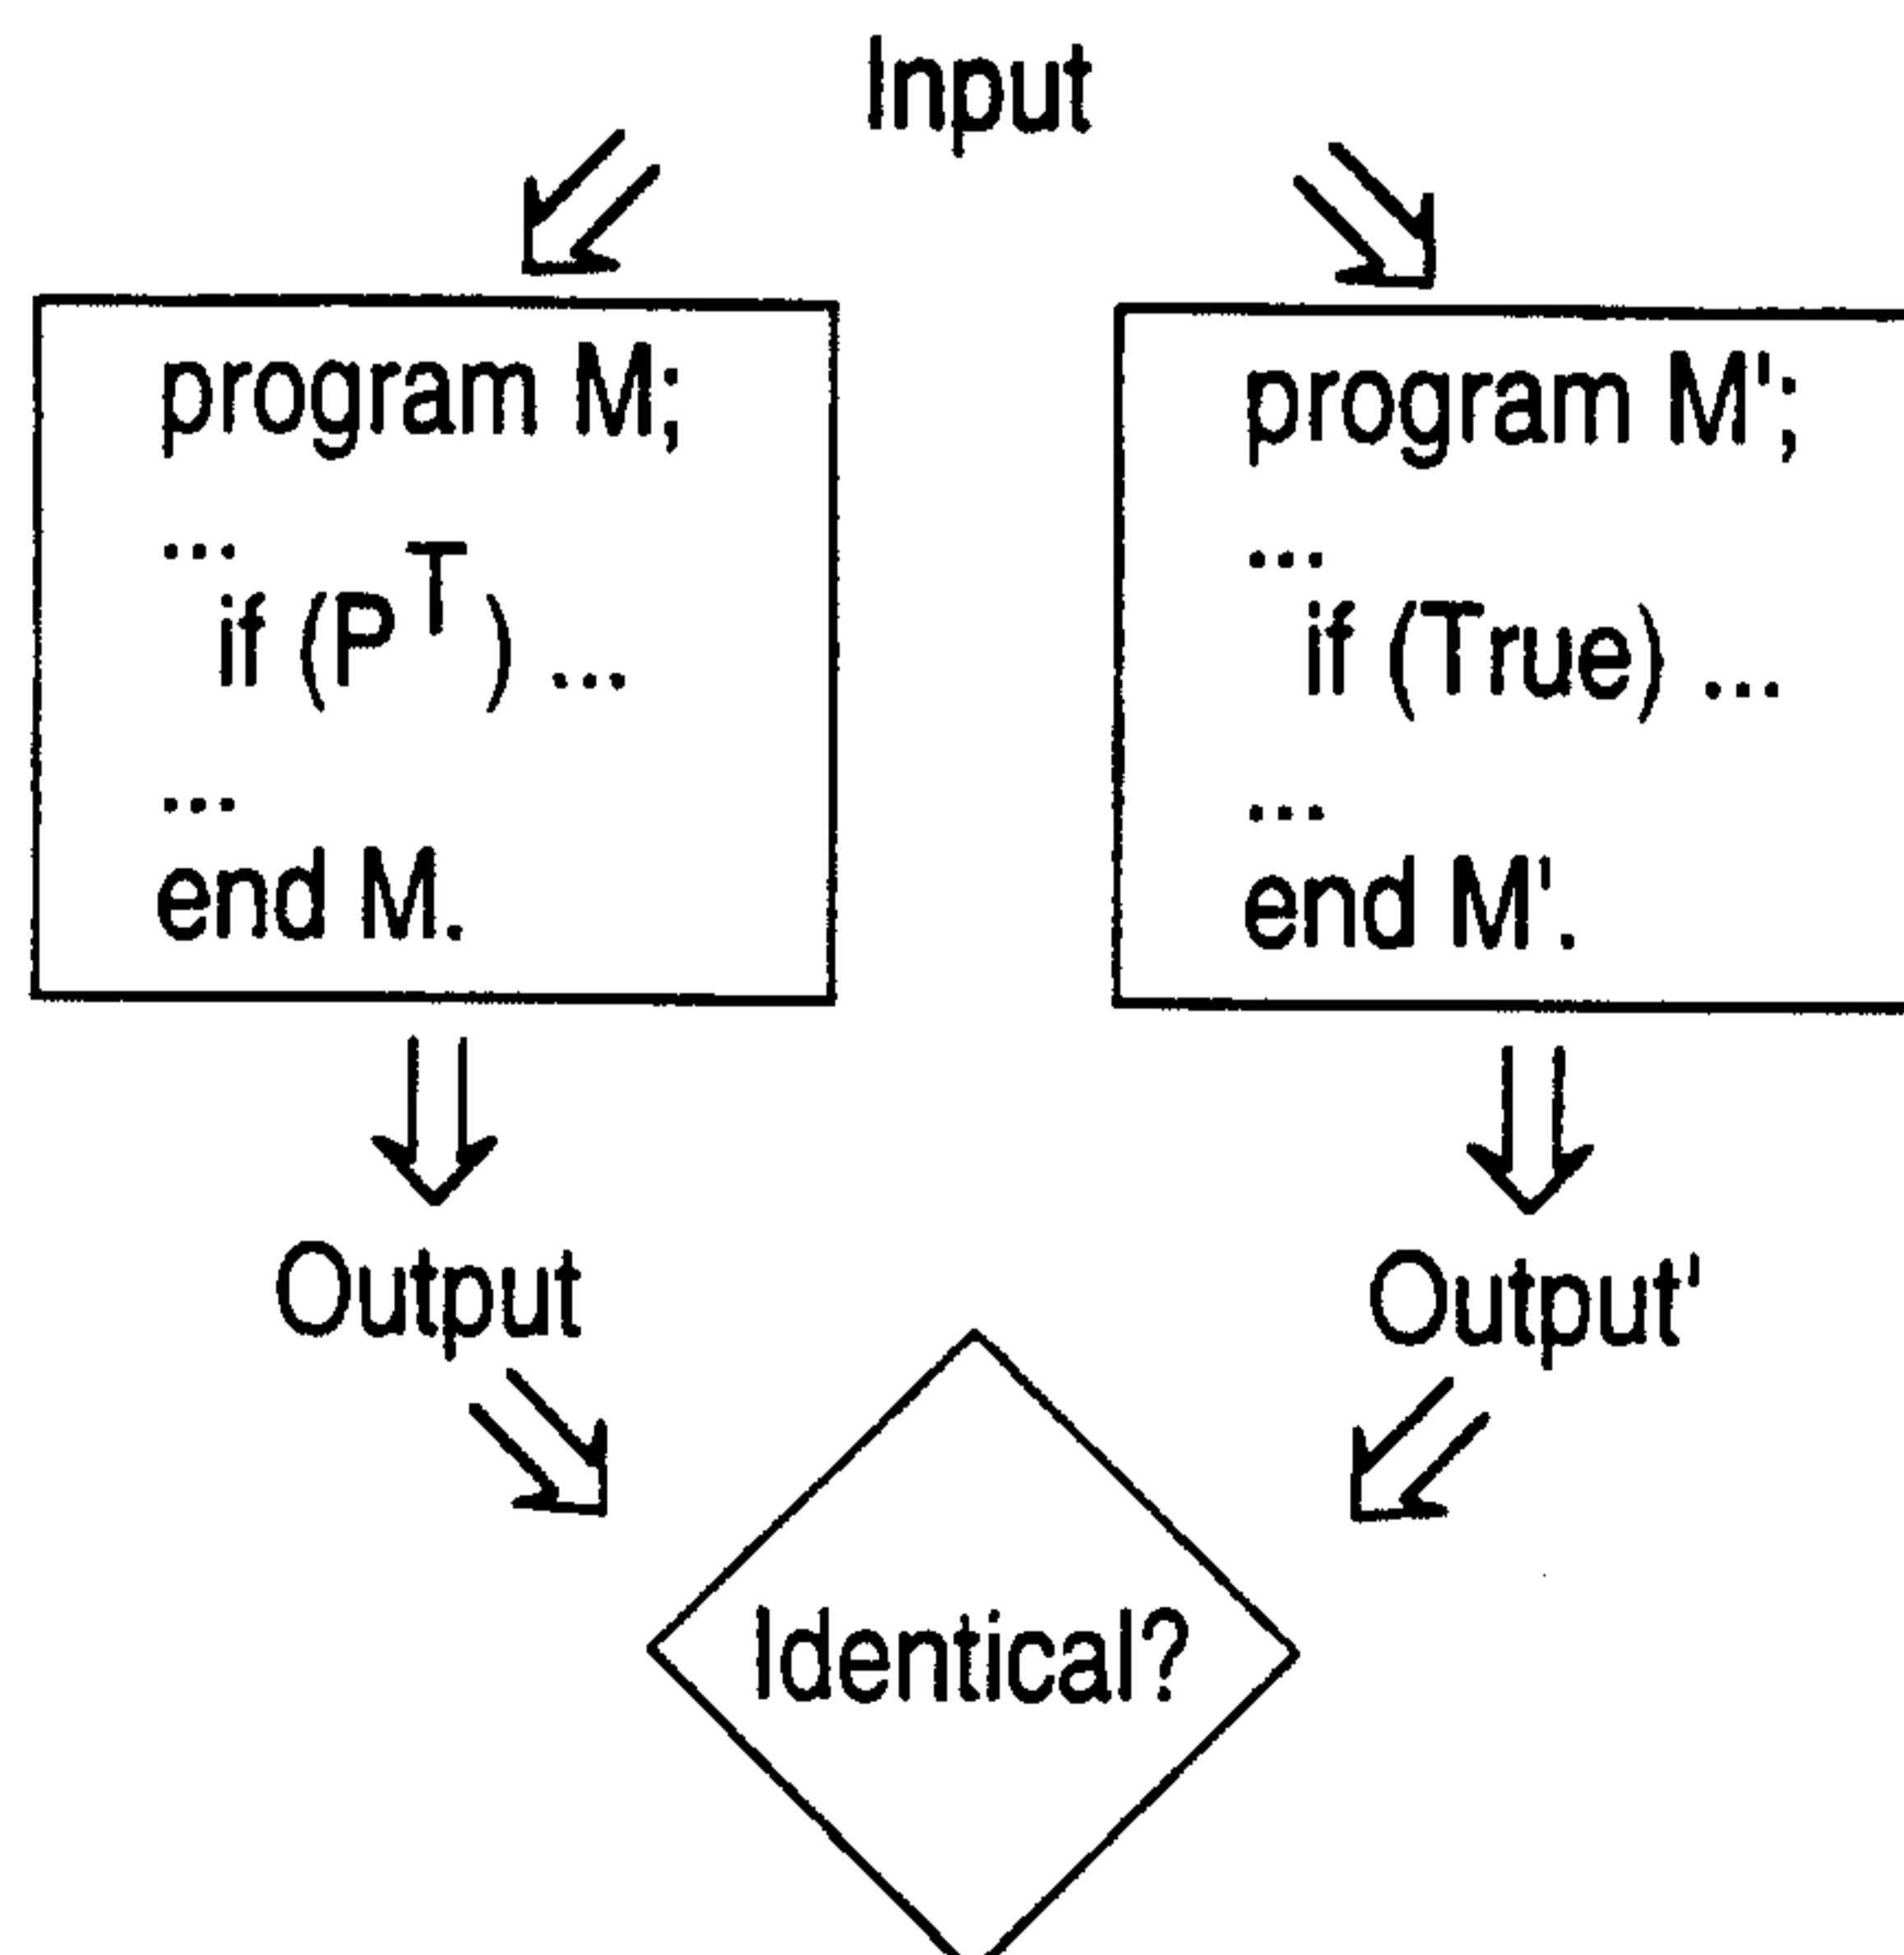 Input
program M;
...
if (P^T) ...
...
end M.
program M';
...
if (True) ...
...
end M'.
Output
Output'
Identical?